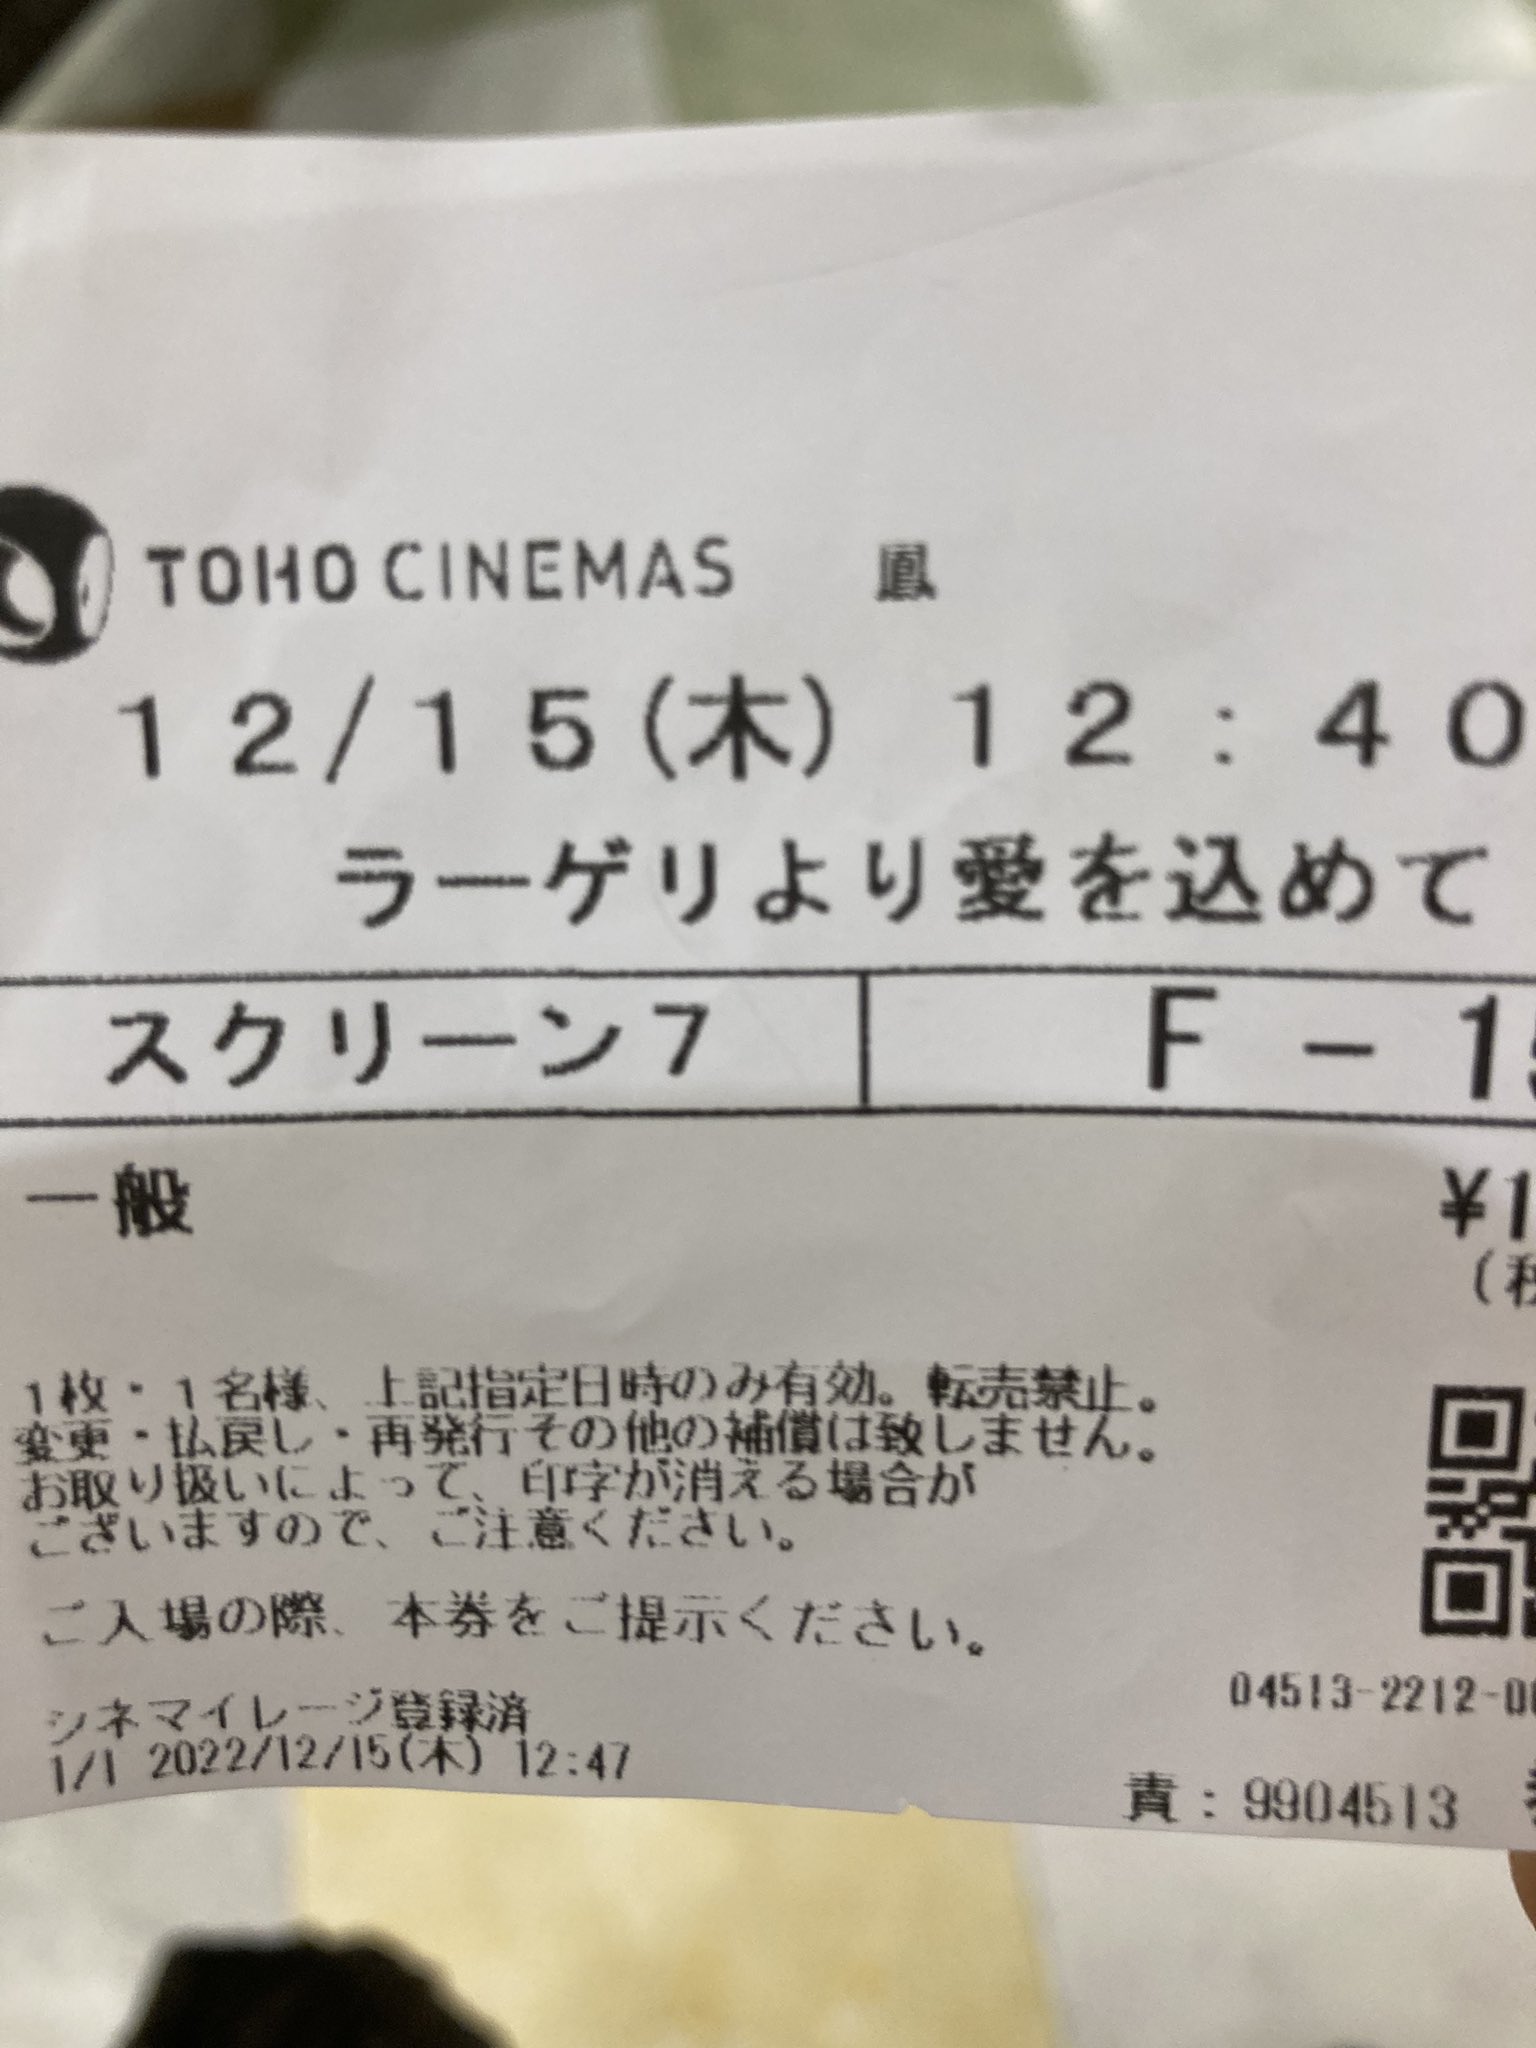 TOHO CINEMAS 鳳
12/15(木) 12:40
ラーゲリより愛を込めて
スクリーン7 F-15
一般 ¥1
(税
1枚・1名様、上記指定日時のみ有効。転売禁止。
変更・払戻し・再発行その他の補償は致しません。
お取り扱いによって、印字が消える場合が
ございますので、ご注意ください。
ご入場の際、本券をご提示ください。
シネマイレージ登録済
04513-2212-0
1/1 2022/12/15(木) 12:47
責:9904513